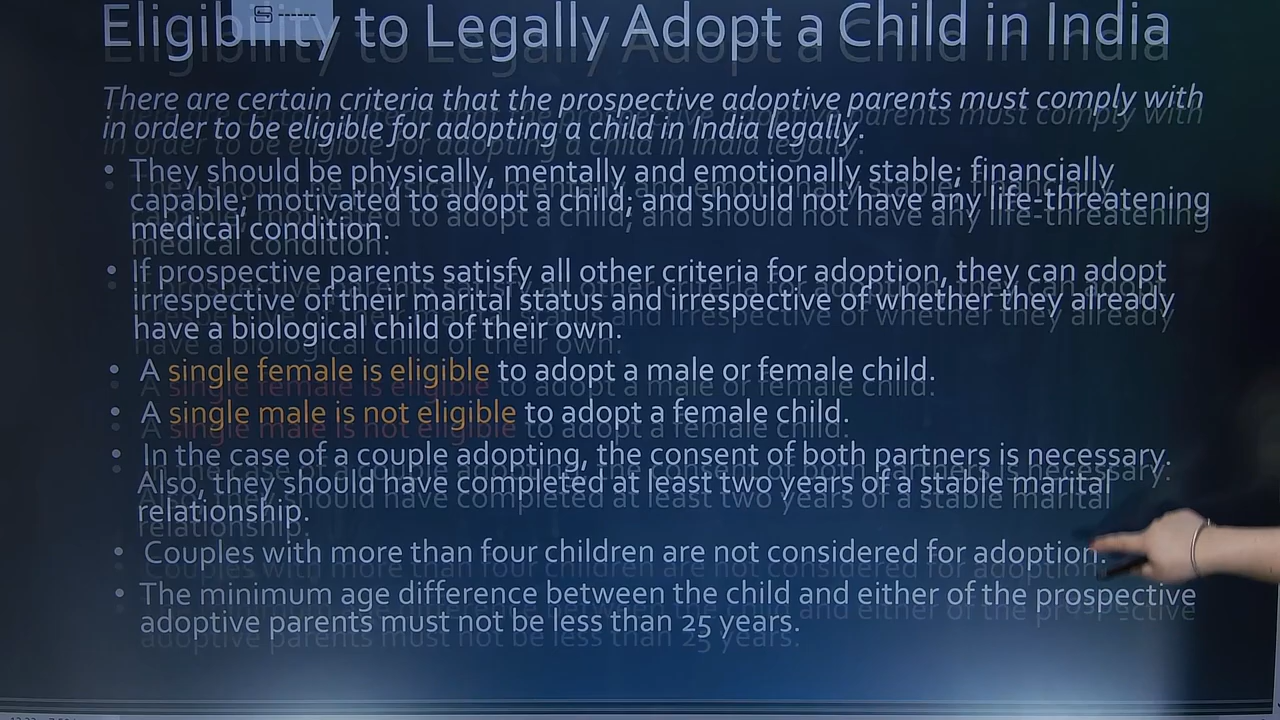 Eligibility to Legally Adopt a Child in India
There are certain criteria that the prospective adoptive parents must comply with
in order to be eligible for adopting a child in India legally.
• They should be physically, mentally and emotionally stable; financially
capable; motivated to adopt a child; and should not have any life-threatening
medical condition.
• If prospective parents satisfy all other criteria for adoption, they can adopt
irrespective of their marital status and irrespective of whether they already
have a biological child of their own.
• A single female is eligible to adopt a male or female child.
• A single male is not eligible to adopt a female child.
• In the case of a couple adopting, the consent of both partners is necessary.
Also, they should have completed at least two years of a stable marital
relationship.
• Couples with more than four children are not considered for adoption.
• The minimum age difference between the child and either of the prospective
adoptive parents must not be less than 25 years.